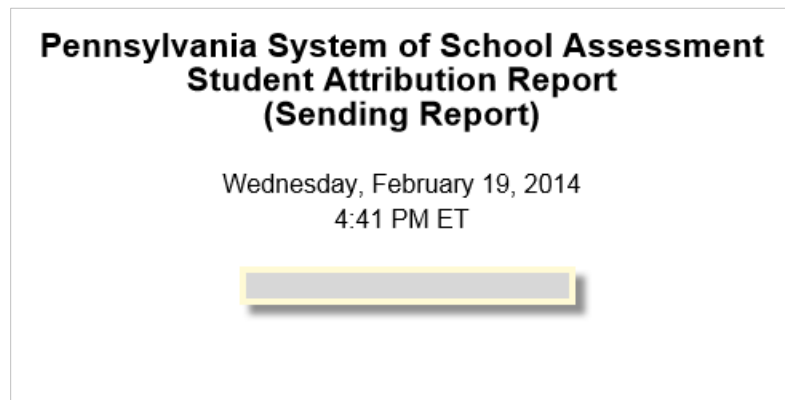 Pennsylvania System of School Assessment
Student Attribution Report
(Sending Report)
Wednesday, February 19, 2014
4:41 PM ET